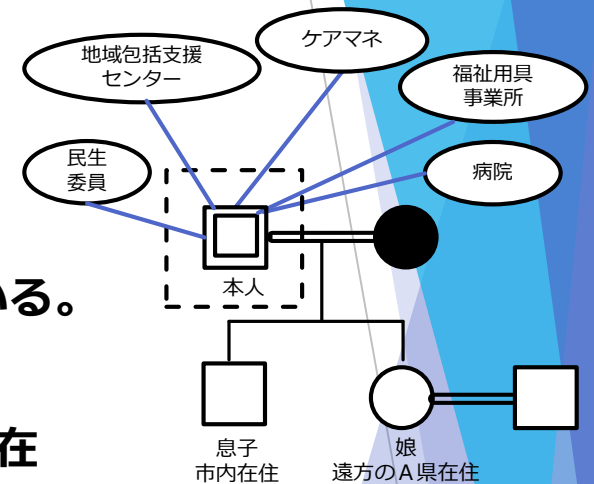 地域包括支援
センター
ケアマネ
福祉用具
事業所
民生
委員
病院
本人
いる。
息子
市内在住
娘
遠方のA県在住
在